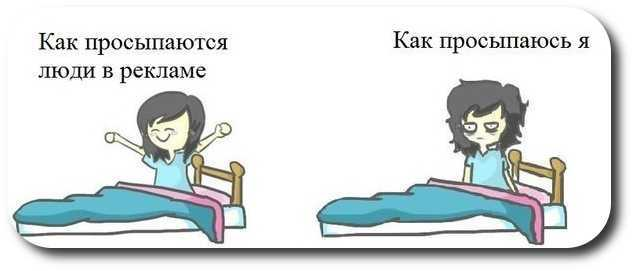 Как просыпаются
люди в рекламе
Как просыпаюсь я